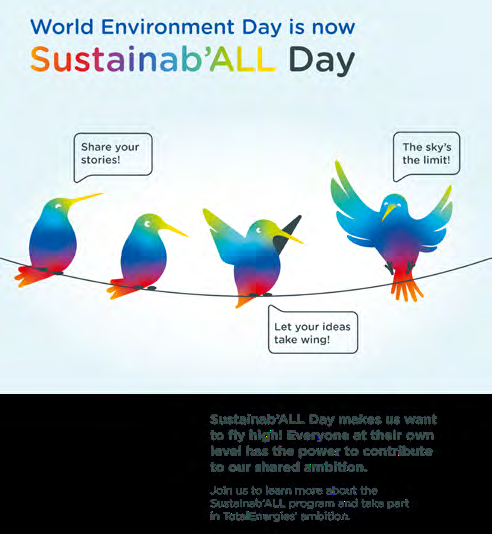 World Environment Day is now
Sustainab'ALL Day
Share your
stories!
The sky's
the limit!
Let your ideas
take wing!
Sustainab'ALL Day makes us want
to fly high! Everyone at their own
level has the power to contribute
to our shared ambition.
Join us to learn more about the
Sustainab'ALL program and take part
in TotalEnergies' ambition.